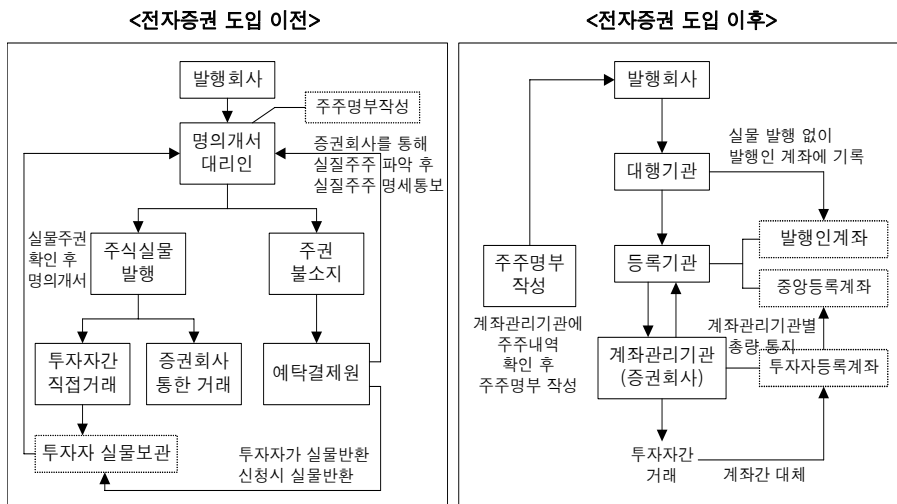 <전자증권 도입 이전>
발행회사
주주명부작성
명의개서
대리인
증권회사를 통해
실질주주 파악 후
실질주주 명세통보
실물주권
확인 후
명의개서
주식실물
발행
주권
불소지
투자자간
직접거래
증권회사
통한 거래
예탁결제원
투자자 실물보관
투자자가 실물반환
신청시 실물반환
<전자증권 도입 이후>
발행회사
실물 발행 없이
발행인 계좌에 기록
대행기관
주주명부
작성
등록기관
발행인계좌
중앙등록계좌
계좌관리기관에
주주내역
확인 후
주주명부 작성
계좌관리기관별
총량 통지
계좌관리기관
(증권회사)
투자자등록계좌
투자자간
거래
계좌간 대체